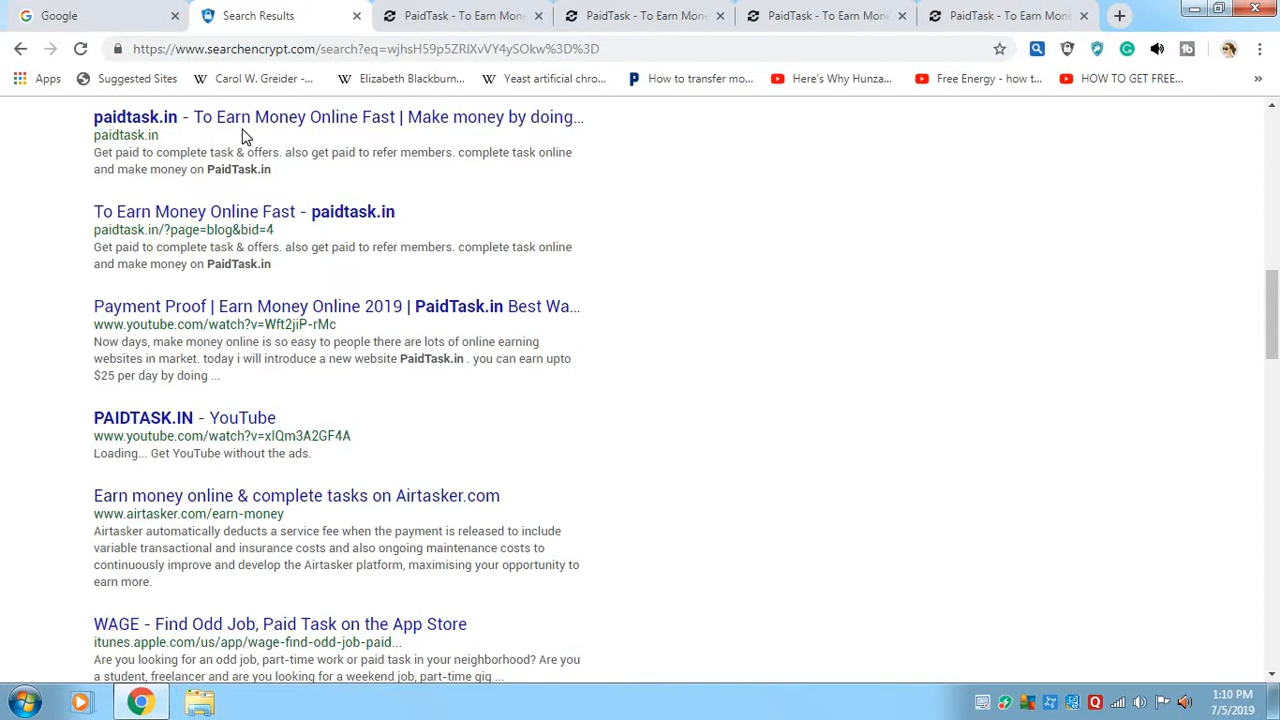 Google
Search Results
PaidTask - To Earn Mone
PaidTask - To Earn Mone
PaidTask - To Earn Mone
PaidTask - To Earn Mone
https://www.searchencrypt.com/search?eq=wjhsH59p5ZRlXvVY4ySOkw%3D%3D
Apps
Suggested Sites
Carol W. Greider -...
Elizabeth Blackburn...
Yeast artificial chro...
How to transfer mo...
Here's Why Hunza...
Free Energy - how t...
HOW TO GET FREE...
paidtask.in - To Earn Money Online Fast | Make money by doing...
paidtask.in
Get paid to complete task & offers. also get paid to refer members. complete task online
and make money on PaidTask.in
To Earn Money Online Fast - paidtask.in
paidtask.in/?page=blog&bid=4
Get paid to complete task & offers. also get paid to refer members. complete task online
and make money on PaidTask.in
Payment Proof | Earn Money Online 2019 | PaidTask.in Best Wa...
www.youtube.com/watch?v=Wft2jiP-rMc
Now days, make money online is so easy to people there are lots of online earning
websites in market. today i will introduce a new website PaidTask.in . you can earn upto
$25 per day by doing ...
PAIDTASK.IN - YouTube
www.youtube.com/watch?v=xlQm3A2GF4A
Loading... Get YouTube without the ads.
Earn money online & complete tasks on Airtasker.com
www.airtasker.com/earn-money
Airtasker automatically deducts a service fee when the payment is released to include
variable transactional and insurance costs and also ongoing maintenance costs to
continuously improve and develop the Airtasker platform, maximising your opportunity to
earn more.
WAGE - Find Odd Job, Paid Task on the App Store
itunes.apple.com/us/app/wage-find-odd-job-paid...
Are you looking for an odd job, part-time work or paid task in your neighborhood? Are you
a student, freelancer and are you looking for a weekend job, part-time gig ...
1:10 PM
7/5/2019